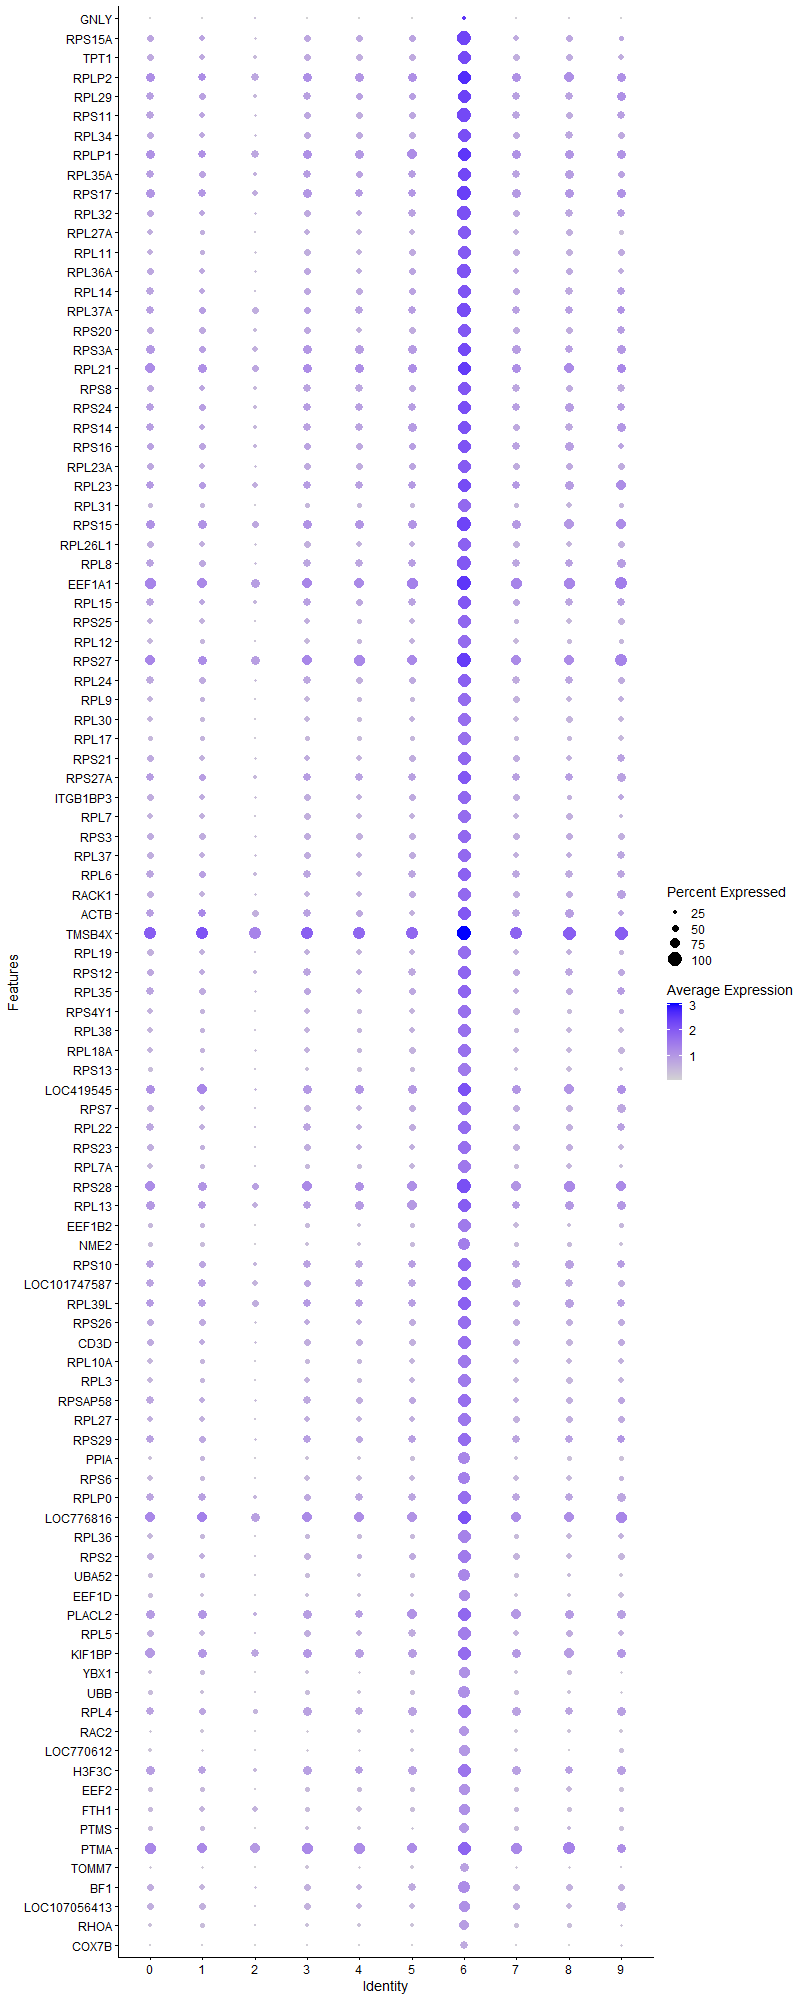 GNLY
RPS15A
TPT1
RPLP2
RPL29
RPS11
RPL34
RPLP1
RPL35A
RPS17
RPL32
RPL27A
RPL11
RPL36A
RPL14
RPL37A
RPS20
RPS3A
RPL21
RPS8
RPS24
RPS14
RPS16
RPL23A
RPL23
RPL31
RPS15
RPL26L1
RPL8
EEF1A1
RPL15
RPS25
RPL12
RPS27
RPL24
RPL9
RPL30
RPL17
RPS21
RPS27A
ITGB1BP3
RPL7
RPS3
RPL37
RPL6
RACK1
ACTB
TMSB4X
RPL19
RPS12
RPL35
RPS4Y1
RPL38
RPL18A
RPS13
LOC419545
RPS7
RPL22
RPS23
RPL7A
RPS28
RPL13
EEF1B2
NME2
RPS10
LOC101747587
RPL39L
RPS26
CD3D
RPL10A
RPL3
RPSAP58
RPL27
RPS29
PPIA
RPS6
RPLP0
LOC776816
RPL36
RPS2
UBA52
EEF1D
PLACL2
RPL5
KIF1BP
YBX1
UBB
RPL4
RAC2
LOC770612
H3F3C
EEF2
FTH1
PTMS
PTMA
TOMM7
BF1
LOC107056413
RHOA
COX7B
Features
0 1 2 3 4 5 6 7 8 9
Identity
Percent Expressed
25
50
75
100
Average Expression
3
2
1